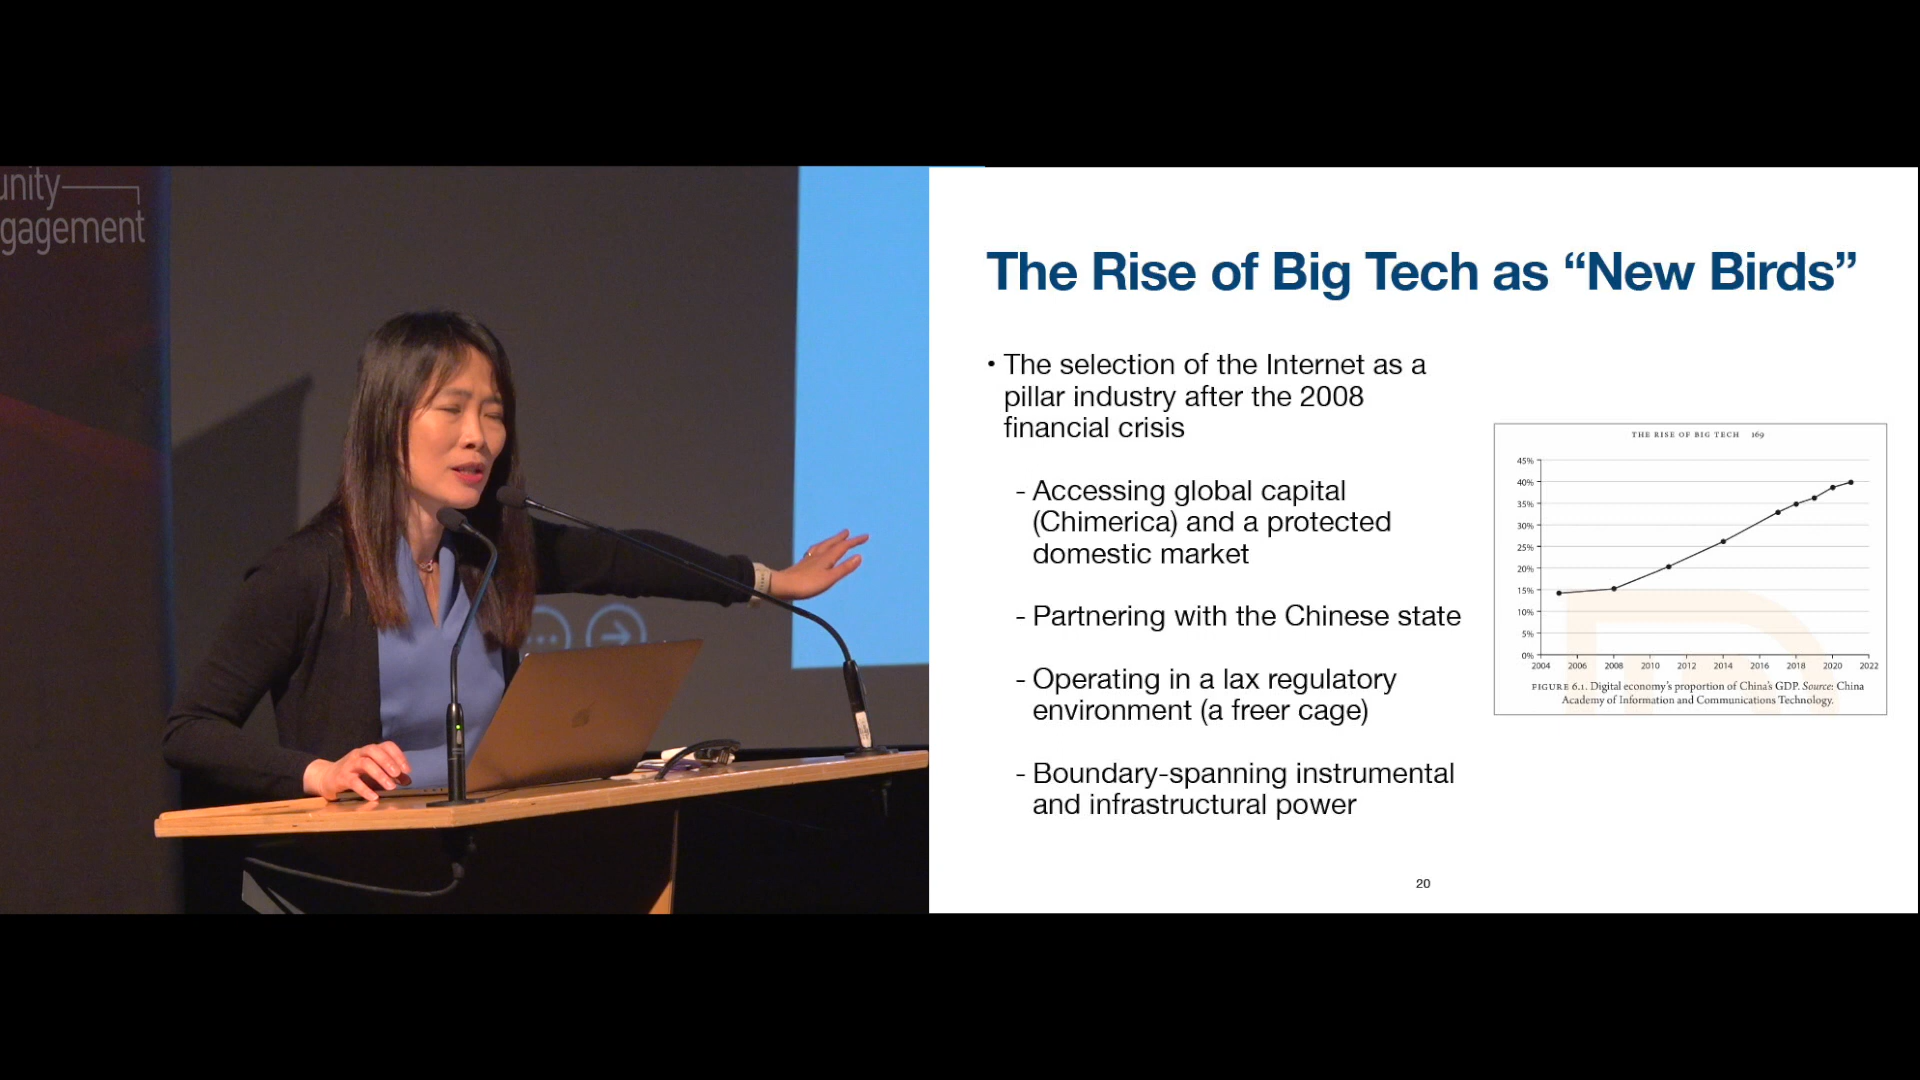 unity
gagement
The Rise of Big Tech as “New Birds”
• The selection of the Internet as a
pillar industry after the 2008
financial crisis
- Accessing global capital
(Chimerica) and a protected
domestic market
- Partnering with the Chinese state
- Operating in a lax regulatory
environment (a freer cage)
- Boundary-spanning instrumental
and infrastructural power
THE RISE OF BIG TECH 169
45%
40%
35%
30%
25%
20%
15%
10%
5%
0%
2004 2006 2008 2010 2012 2014 2016 2018 2020 2022
FIGURE 6.1. Digital economy's proportion of China's GDP. Source: China
Academy of Information and Communications Technology.
20